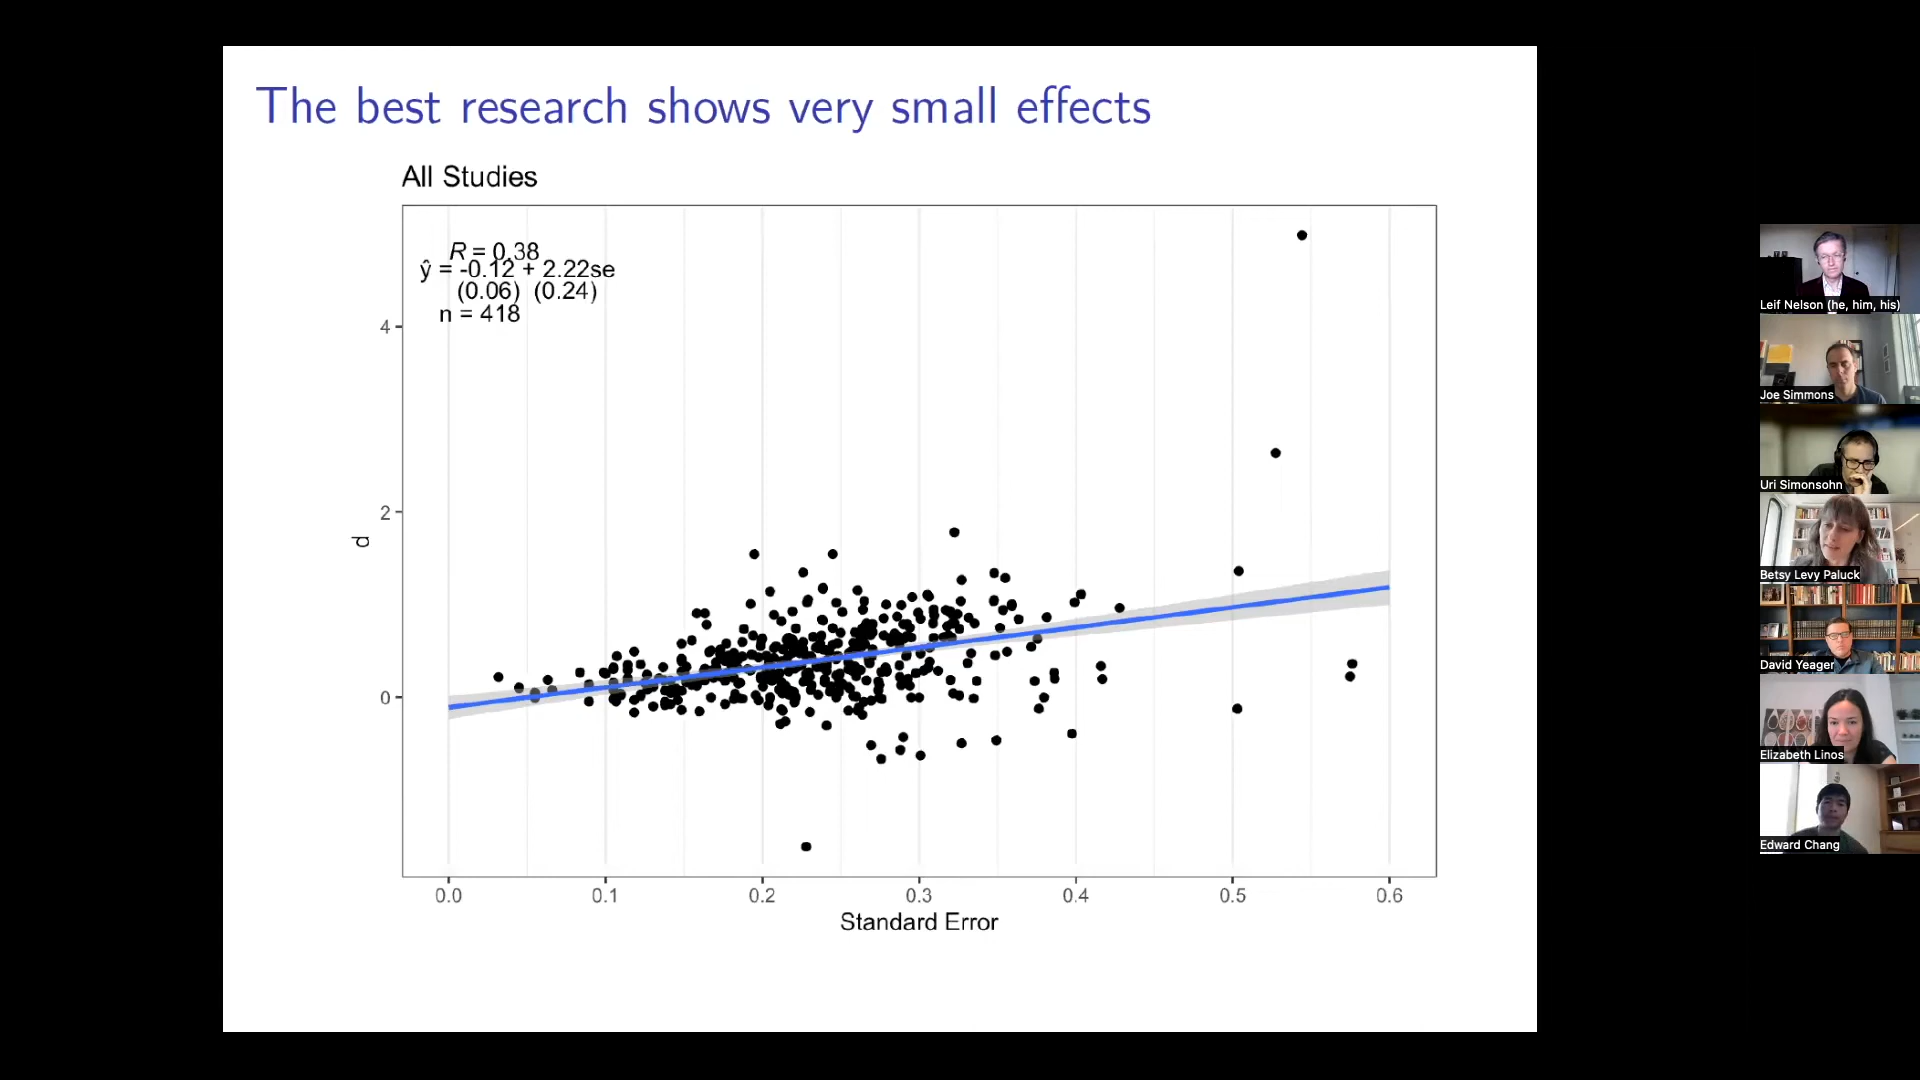 The best research shows very small effects
All Studies
R = 0.38
ŷ = -0.12 + 2.22se
(0.06) (0.24)
n = 418
4
2
0
d
0.0 0.1 0.2 0.3 0.4 0.5 0.6
Standard Error
Leif Nelson (he, him, his)
Joe Simmons
Uri Simonsohn
Betsy Levy Paluck
David Yeager
Elizabeth Linos
Edward Chang